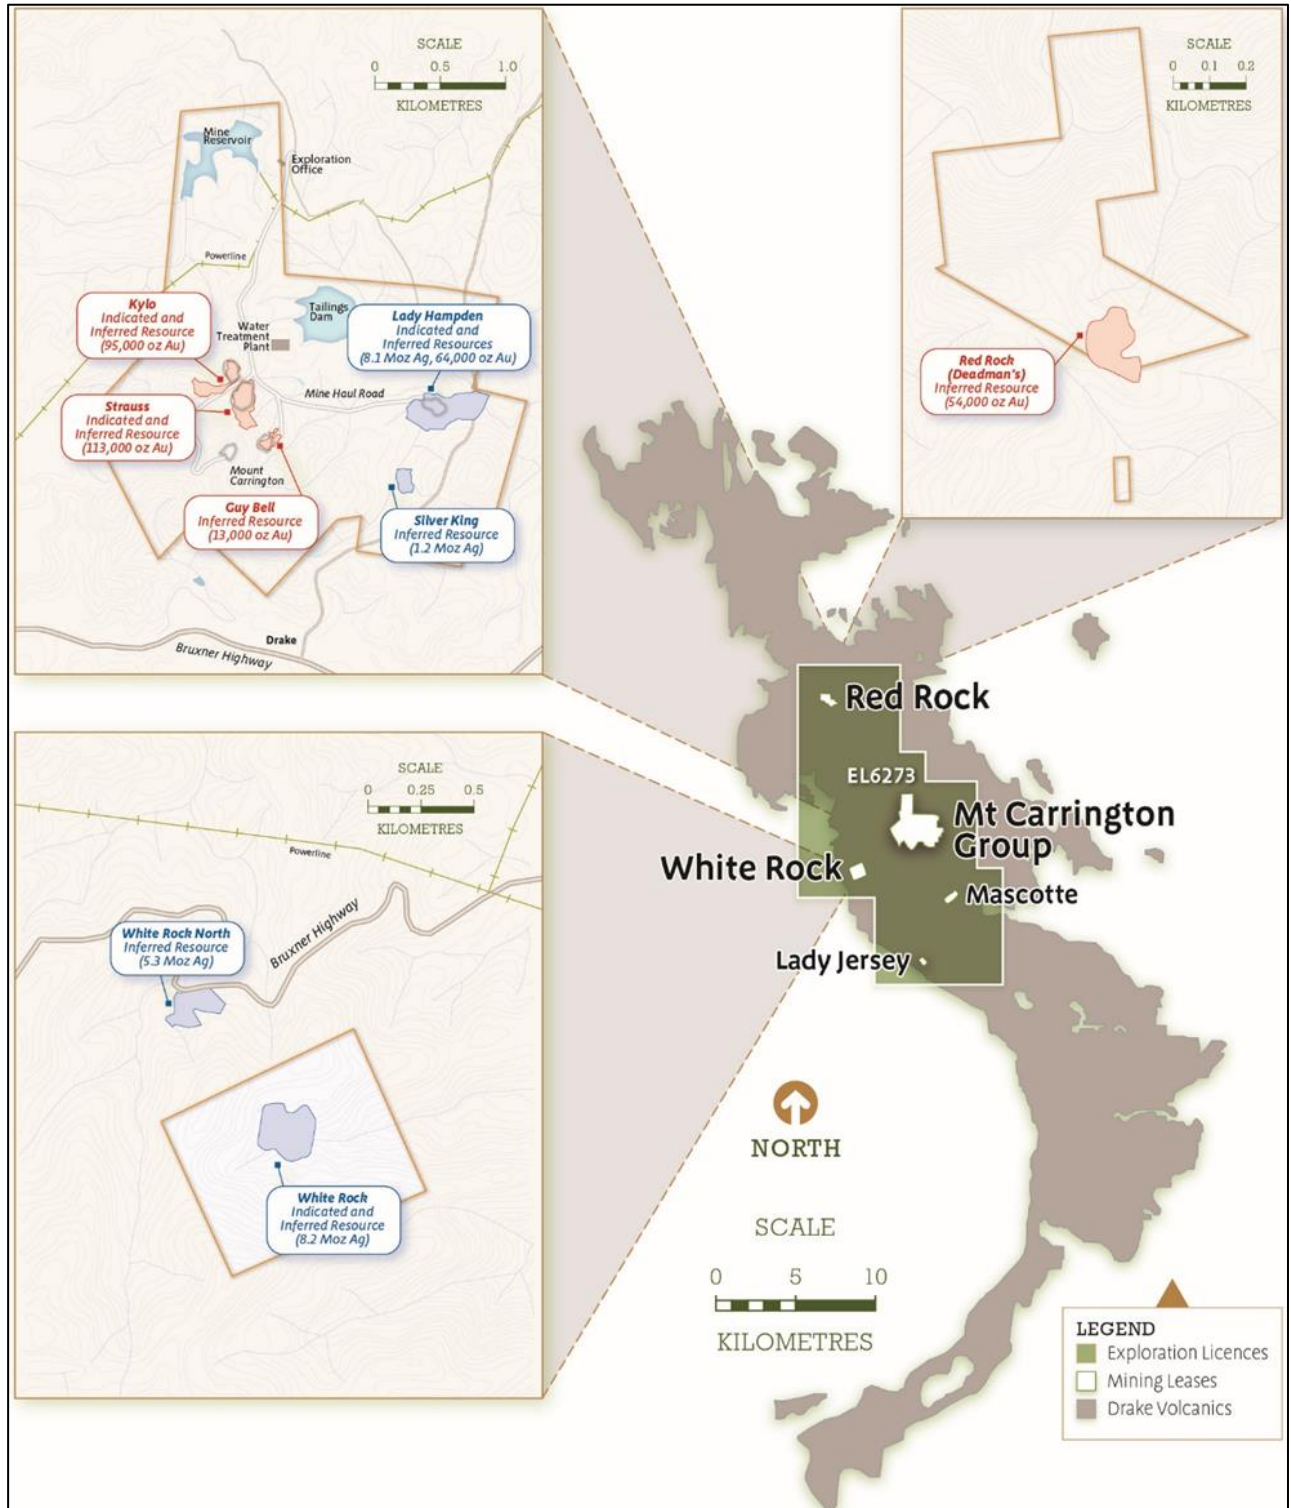 SCALE
0 0.5 1.0
KILOMETRES
Mine
Reservoir
Exploration
Office
Powerline
Kylo
Indicated and
Inferred Resource
(95,000 oz Au)
Water
Treatment
Plant
Tailings
Dam
Lady Hampden
Indicated and
Inferred Resources
(8.1 Moz Ag, 64,000 oz Au)
Mine Haul Road
Strauss
Indicated and
Inferred Resource
(113,000 oz Au)
Mount
Carrington
Guy Bell
Inferred Resource
(13,000 oz Au)
Silver King
Inferred Resource
(1.2 Moz Ag)
Drake
Bruxner Highway
SCALE
0 0.1 0.2
KILOMETRES
Red Rock
(Deadman's)
Inferred Resource
(54,000 oz Au)
SCALE
0 0.25 0.5
KILOMETRES
Powerline
White Rock North
Inferred Resource
(5.3 Moz Ag)
Bruxner Highway
White Rock
Indicated and
Inferred Resource
(8.2 Moz Ag)
Red Rock
EL6273
Mt Carrington
Group
White Rock
Mascotte
Lady Jersey
NORTH
SCALE
0 5 10
KILOMETRES
LEGEND
Exploration Licences
Mining Leases
Drake Volcanics